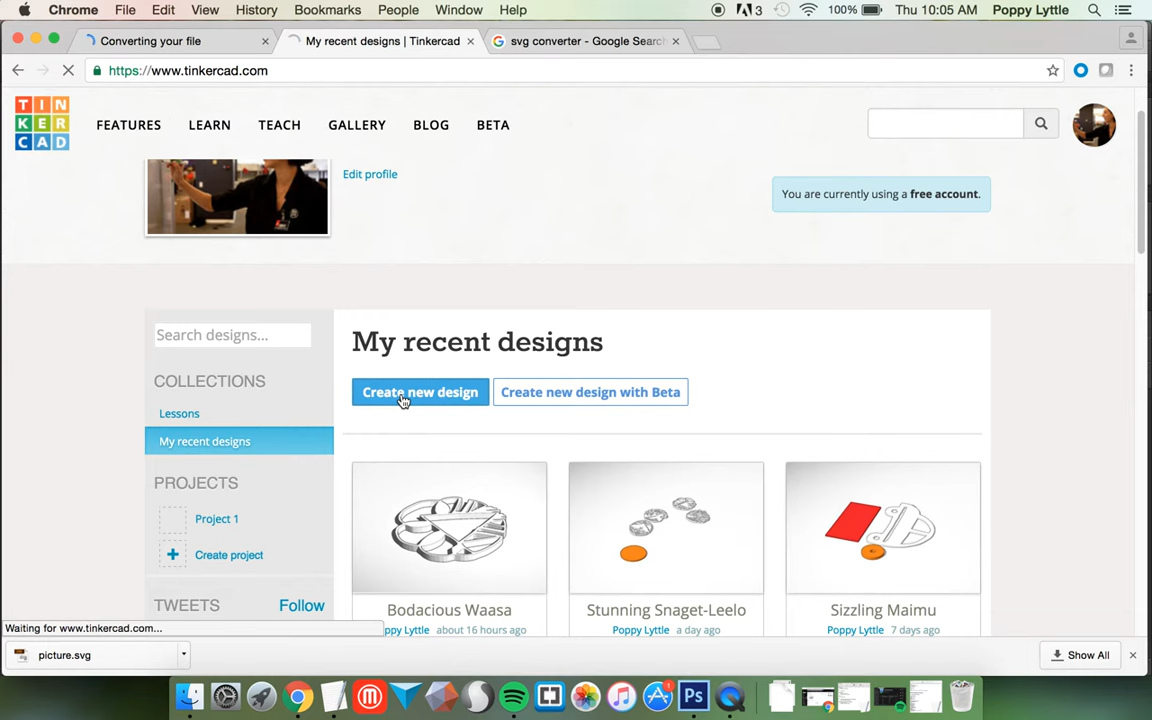 Chrome File Edit View History Bookmarks People Window Help 3 100% Thu 10:05 AM Poppy Lyttle
Converting your file × My recent designs | Tinkercad × svg converter - Google Search ×
https://www.tinkercad.com
TIN
KER
CAD
FEATURES LEARN TEACH GALLERY BLOG BETA
Edit profile
You are currently using a free account.
Search designs...
My recent designs
COLLECTIONS
Create new design Create new design with Beta
Lessons
My recent designs
PROJECTS
Project 1
Create project
TWEETS Follow
Bodacious Waasa Stunning Snaget-Leelo Sizzling Maimu
oppy Lyttle about 16 hours ago Poppy Lyttle a day ago Poppy Lyttle 7 days ago
Waiting for www.tinkercad.com...
picture.svg Show All ×
Ps